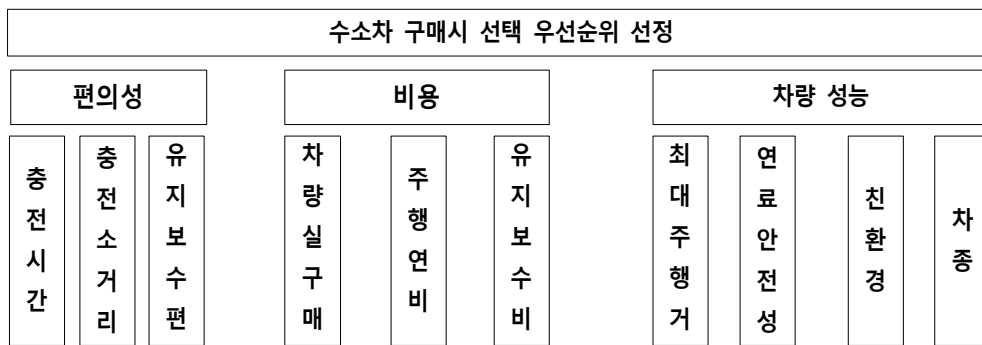 수소차 구매시 선택 우선순위 선정
편의성
비용
차량 성능
충전시간
충전소거리
유지보수편
차량실구매
주행연비
유지보수비
최대주행거
연료안전성
친환경
차종